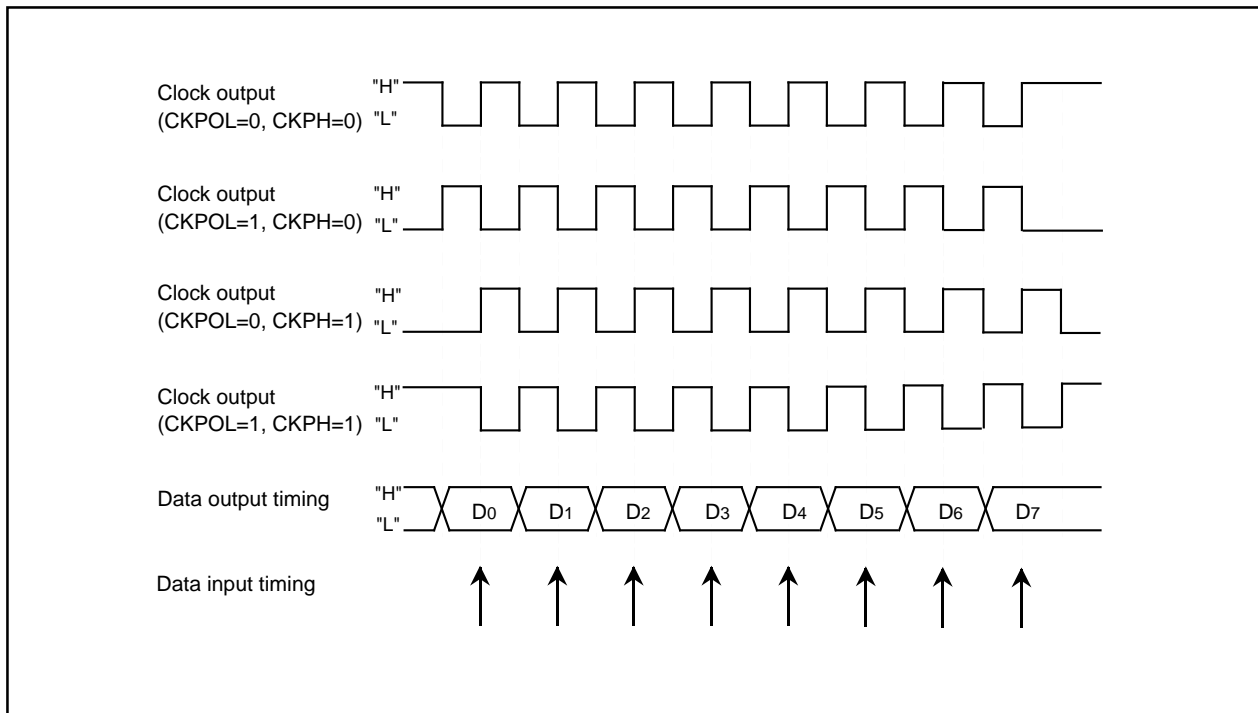 Clock output
(CKPOL=0, CKPH=0)
"H"
"L"
Clock output
(CKPOL=1, CKPH=0)
"H"
"L"
Clock output
(CKPOL=0, CKPH=1)
"H"
"L"
Clock output
(CKPOL=1, CKPH=1)
"H"
"L"
Data output timing
"H"
"L"
D0 D1 D2 D3 D4 D5 D6 D7
Data input timing